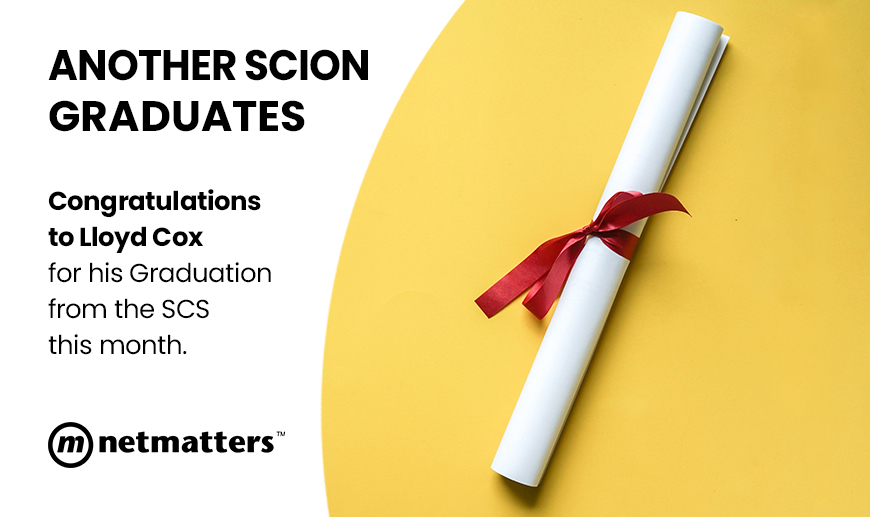 ANOTHER SCION
GRADUATES
Congratulations
to Lloyd Cox
for his Graduation
from the SCS
this month.
m netmatters™